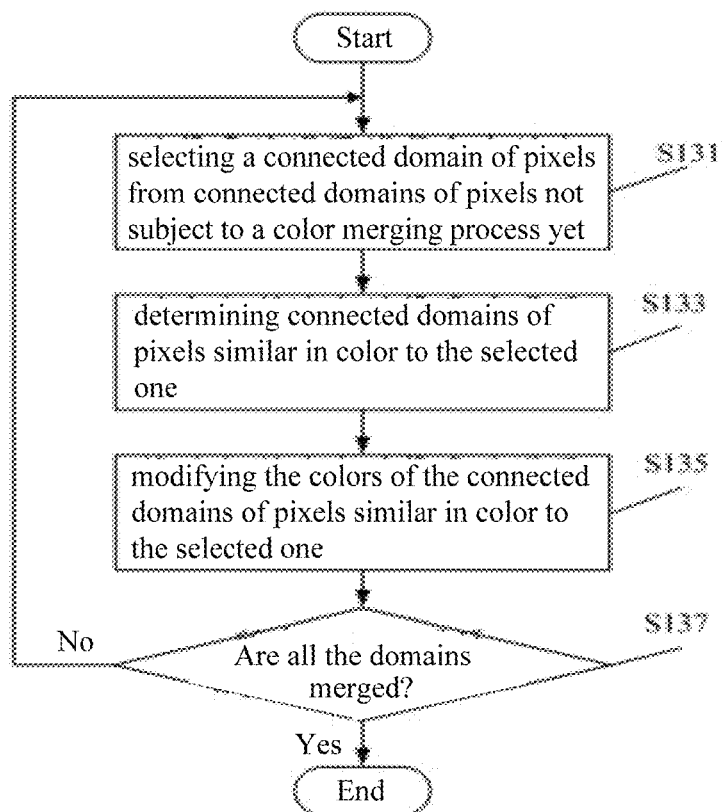 Start
selecting a connected domain of pixels
from connected domains of pixels not
subject to a color merging process yet
S131
determining connected domains of
pixels similar in color to the selected
one
S133
modifying the colors of the connected
domains of pixels similar in color to
the selected one
S135
No
Are all the domains
merged?
S137
Yes
End